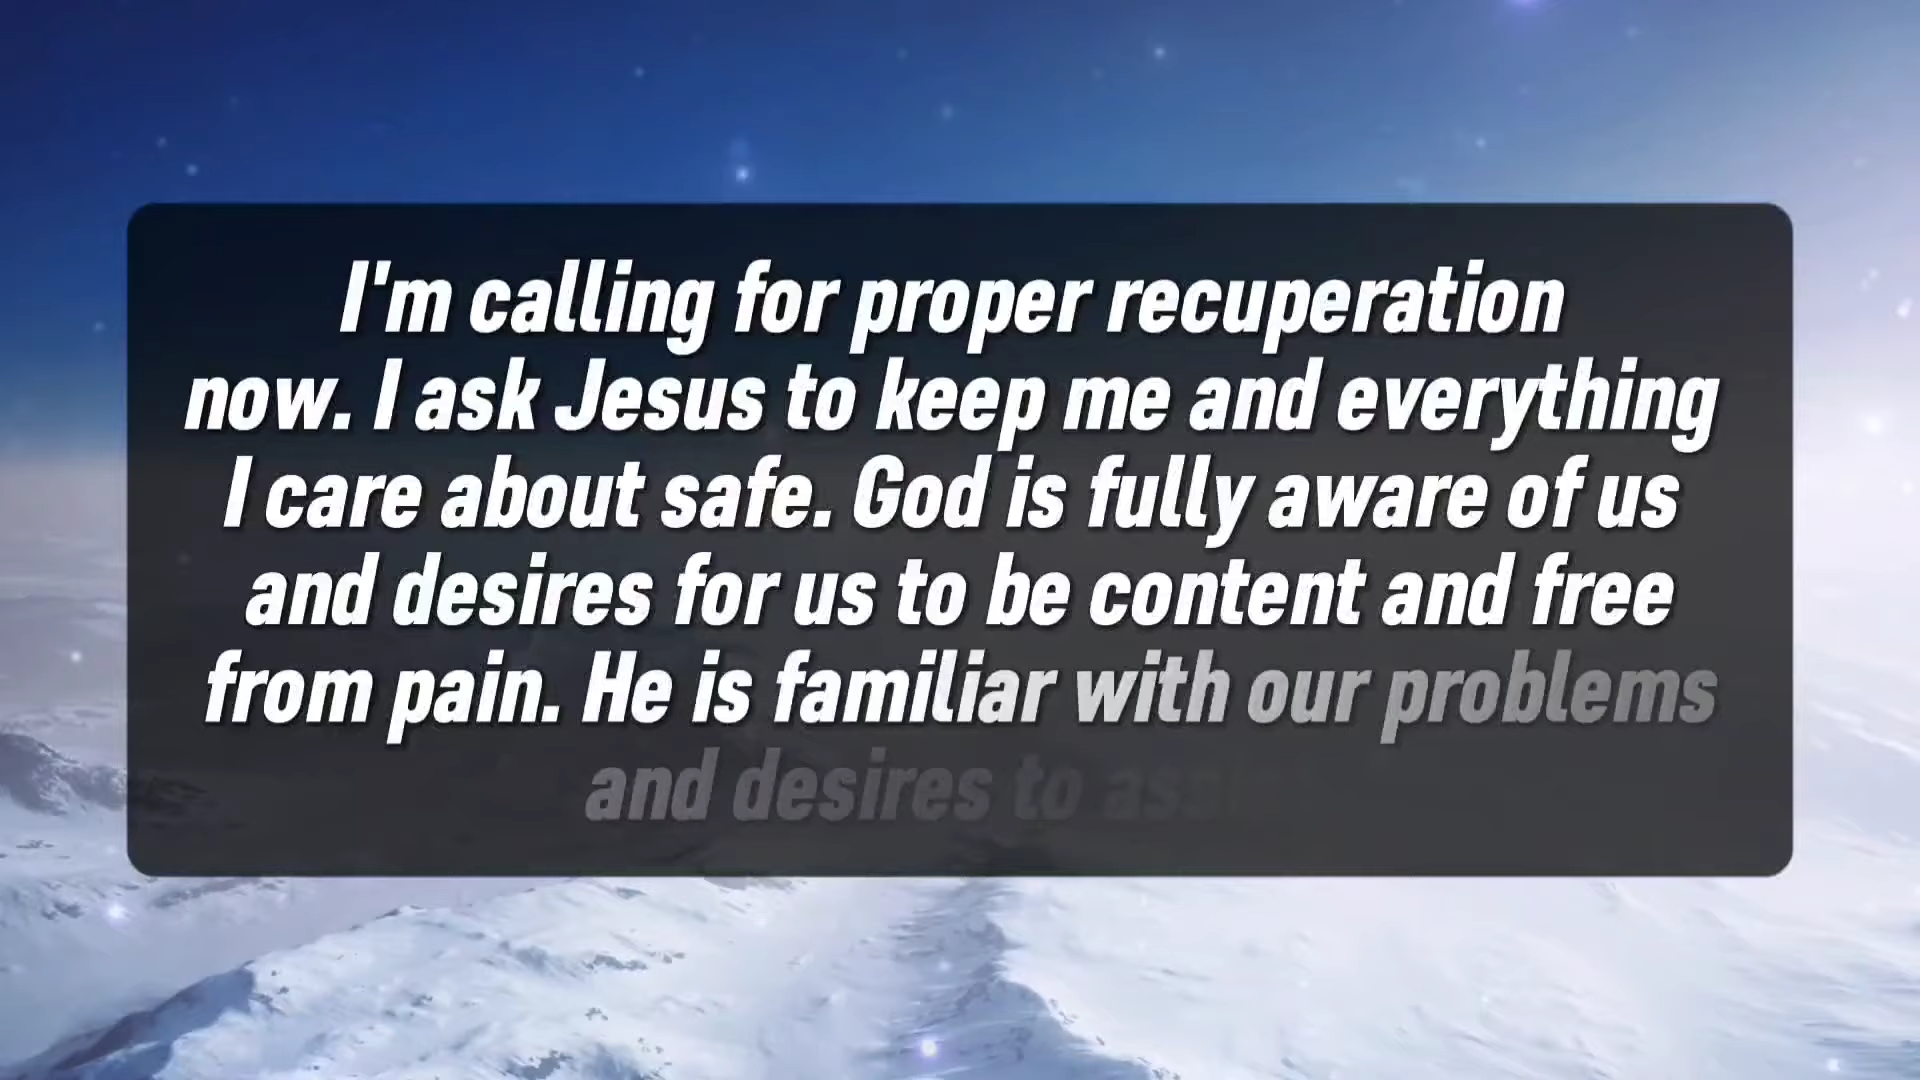 I'm calling for proper recuperation
now. I ask Jesus to keep me and everything
I care about safe. God is fully aware of us
and desires for us to be content and free
from pain. He is familiar with our problems
and desires to